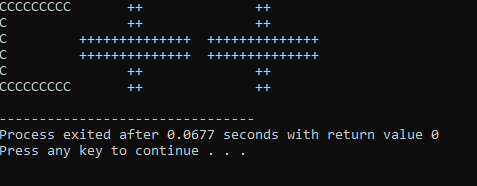 CCCCCCCCC       ++              ++
C               ++              ++
C         ++++++++++++++  ++++++++++++++
C         ++++++++++++++  ++++++++++++++
C               ++              ++
CCCCCCCCC       ++              ++
--------------------------------
Process exited after 0.0677 seconds with return value 0
Press any key to continue . . .